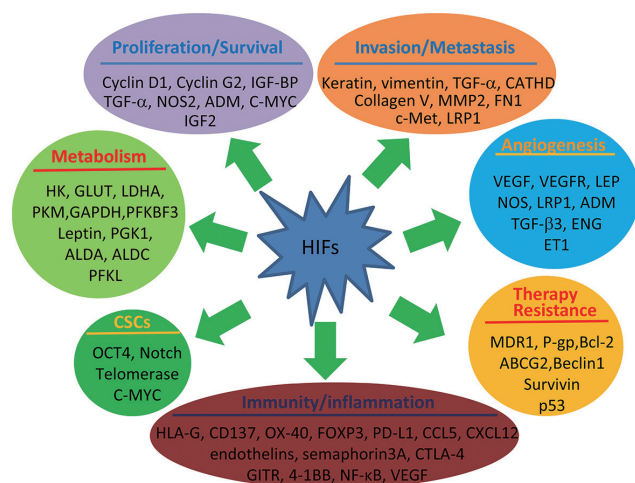 Proliferation/Survival
Cyclin D1, Cyclin G2, IGF-BP
TGF-α, NOS2, ADM, C-MYC
IGF2
Invasion/Metastasis
Keratin, vimentin, TGF-α, CATHD
Collagen V, MMP2, FN1
c-Met, LRP1
Metabolism
HK, GLUT, LDHA,
PKM,GAPDH,PFKBF3
Leptin, PGK1,
ALDA, ALDC
PFKL
Angiogenesis
VEGF, VEGFR, LEP
NOS, LRP1, ADM
TGF-β3, ENG
ET1
HIFs
CSCs
OCT4, Notch
Telomerase
C-MYC
Therapy
Resistance
MDR1, P-gp,Bcl-2
ABCG2,Beclin1
Survivin
p53
Immunity/inflammation
HLA-G, CD137, OX-40, FOXP3, PD-L1, CCL5, CXCL12
endothelins, semaphorin3A, CTLA-4
GITR, 4-1BB, NF-κB, VEGF